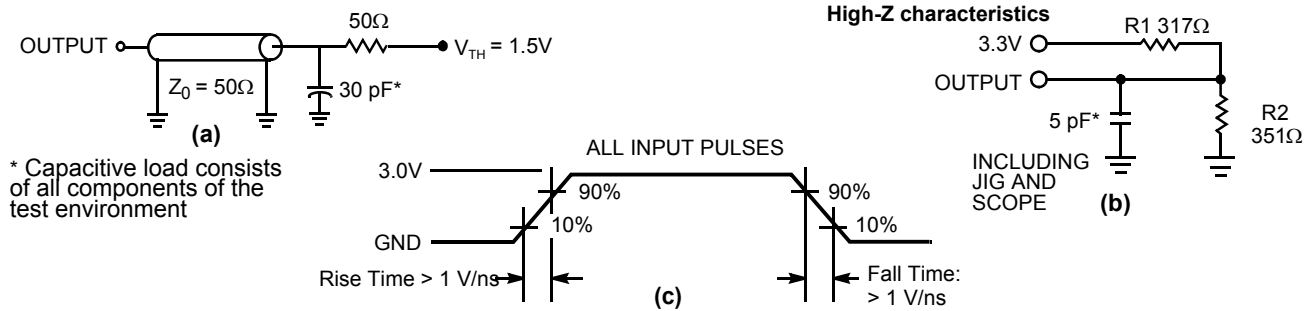 50Ω
OUTPUT
V_TH = 1.5V
Z_0 = 50Ω
30 pF*
(a)
* Capacitive load consists
of all components of the
test environment
High-Z characteristics
R1 317Ω
3.3V
OUTPUT
5 pF*
R2
351Ω
INCLUDING
JIG AND
SCOPE
(b)
ALL INPUT PULSES
3.0V
90%
90%
10%
10%
GND
Rise Time > 1 V/ns
Fall Time:
> 1 V/ns
(c)